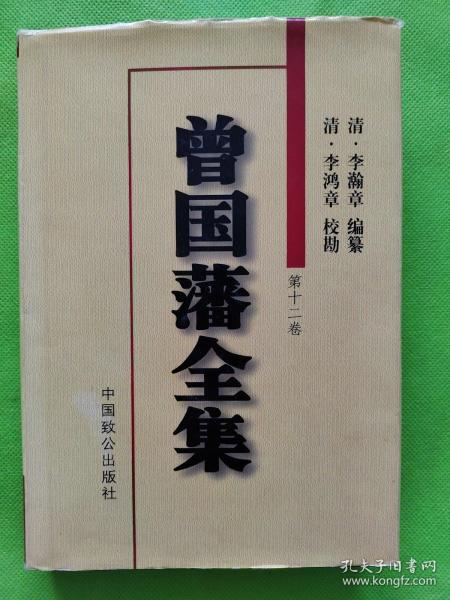 清·李瀚章 编纂
清·李鸿章 校勘
第十二卷
曾国藩全集
中国致公出版社
孔夫子旧书网
www.kongfz.com